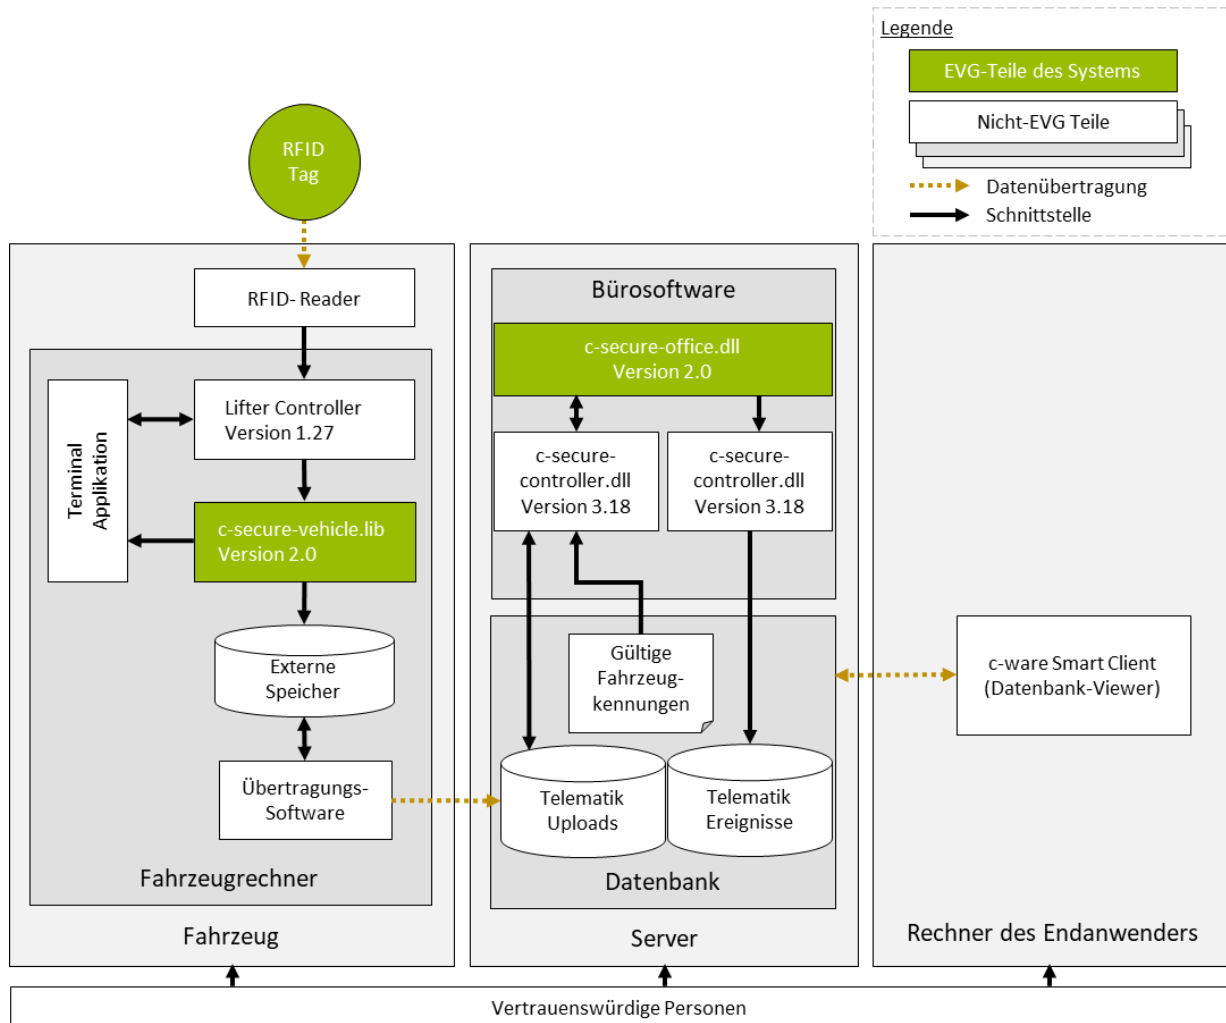 Legende
EVG-Teile des Systems
Nicht-EVG Teile
Datenübertragung
Schnittstelle
RFID
Tag
RFID- Reader
Terminal
Applikation
Lifter Controller
Version 1.27
c-secure-vehicle.lib
Version 2.0
Externe
Speicher
Übertragungs-
Software
Fahrzeugrechner
Fahrzeug
Bürosoftware
c-secure-office.dll
Version 2.0
c-secure-
controller.dll
Version 3.18
c-secure-
controller.dll
Version 3.18
Gültige
Fahrzeug-
kennungen
Telematik
Uploads
Telematik
Ereignisse
Datenbank
Server
c-ware Smart Client
(Datenbank-Viewer)
Rechner des Endanwenders
Vertrauenswürdige Personen